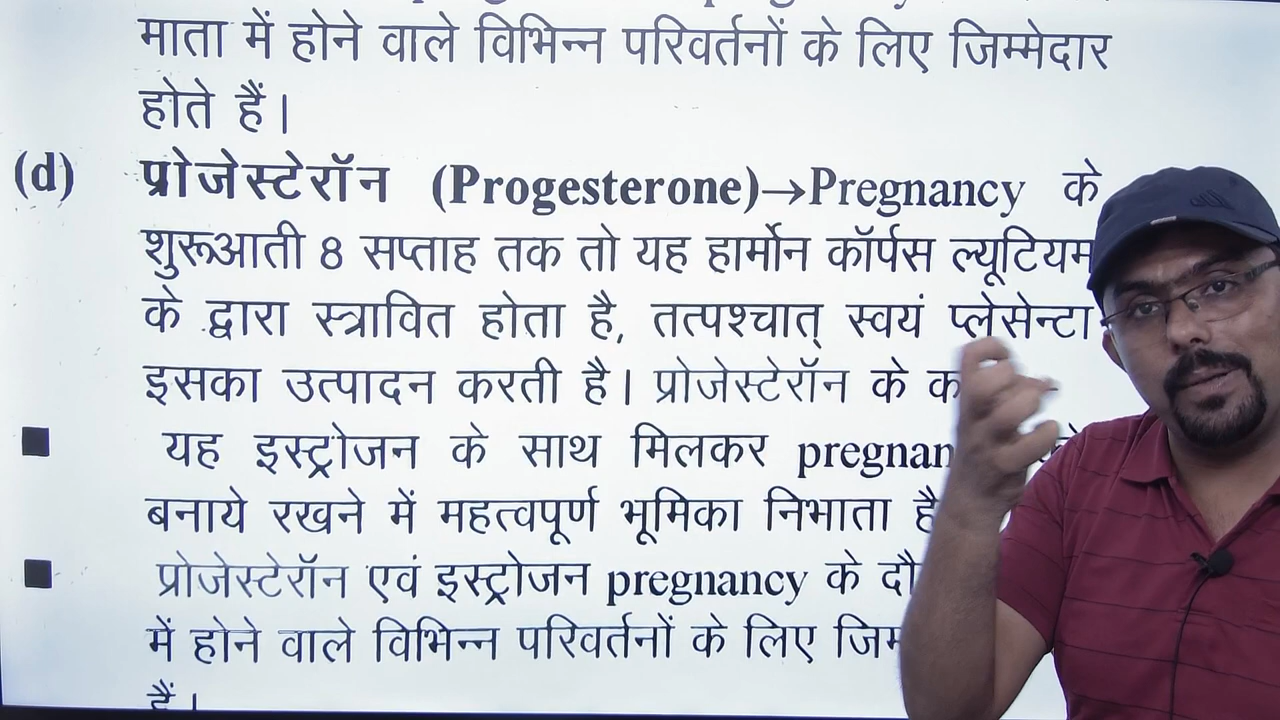 माता में होने वाले विभिन्न परिवर्तनों के लिए जिम्मेदार
होते हैं।
(d) प्रोजेस्टेरॉन (Progesterone)→Pregnancy के
शुरूआती 8 सप्ताह तक तो यह हार्मोन कॉर्पस ल्यूटियम
के द्वारा स्त्रावित होता है, तत्पश्चात् स्वयं प्लेसेन्टा
इसका उत्पादन करती है। प्रोजेस्टेरॉन के
■ यह इस्ट्रोजन के साथ मिलकर
बनाये रखने में महत्वपूर्ण भूमिका निभाता है
■ प्रोजेस्टेरॉन एवं इस्ट्रोजन pregnancy के
में होने वाले विभिन्न परिवर्तनों के लिए
हैं।